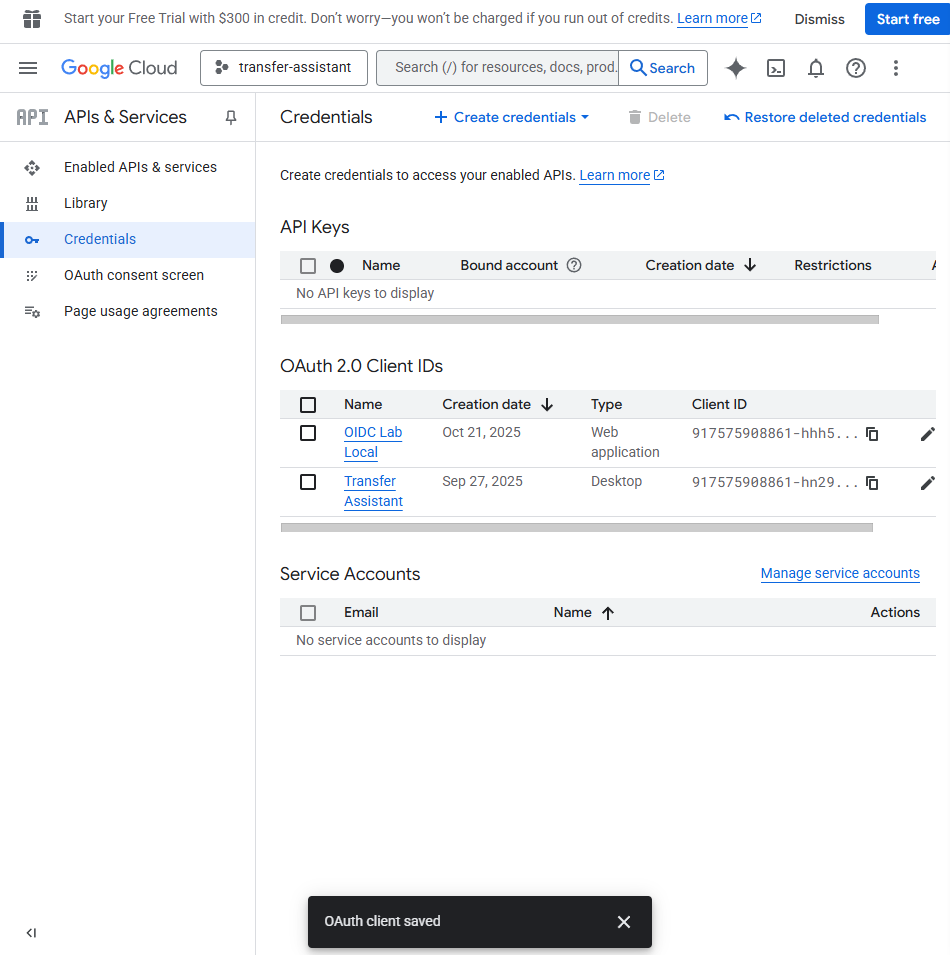 Start your Free Trial with $300 in credit. Don’t worry—you won’t be charged if you run out of credits. Learn more Dismiss Start free
Google Cloud transfer-assistant Search (/) for resources, docs, prod. Search
API APIs & Services
Credentials Create credentials Delete Restore deleted credentials
Enabled APIs & services
Library
Credentials
OAuth consent screen
Page usage agreements
Create credentials to access your enabled APIs. Learn more
API Keys
Name Bound account Creation date Restrictions
No API keys to display
OAuth 2.0 Client IDs
Name Creation date Type Client ID
OIDC Lab Oct 21, 2025 Web 917575908861-hhh5...
Local application
Transfer Sep 27, 2025 Desktop 917575908861-hn29...
Assistant
Service Accounts Manage service accounts
Email Name Actions
No service accounts to display
OAuth client saved